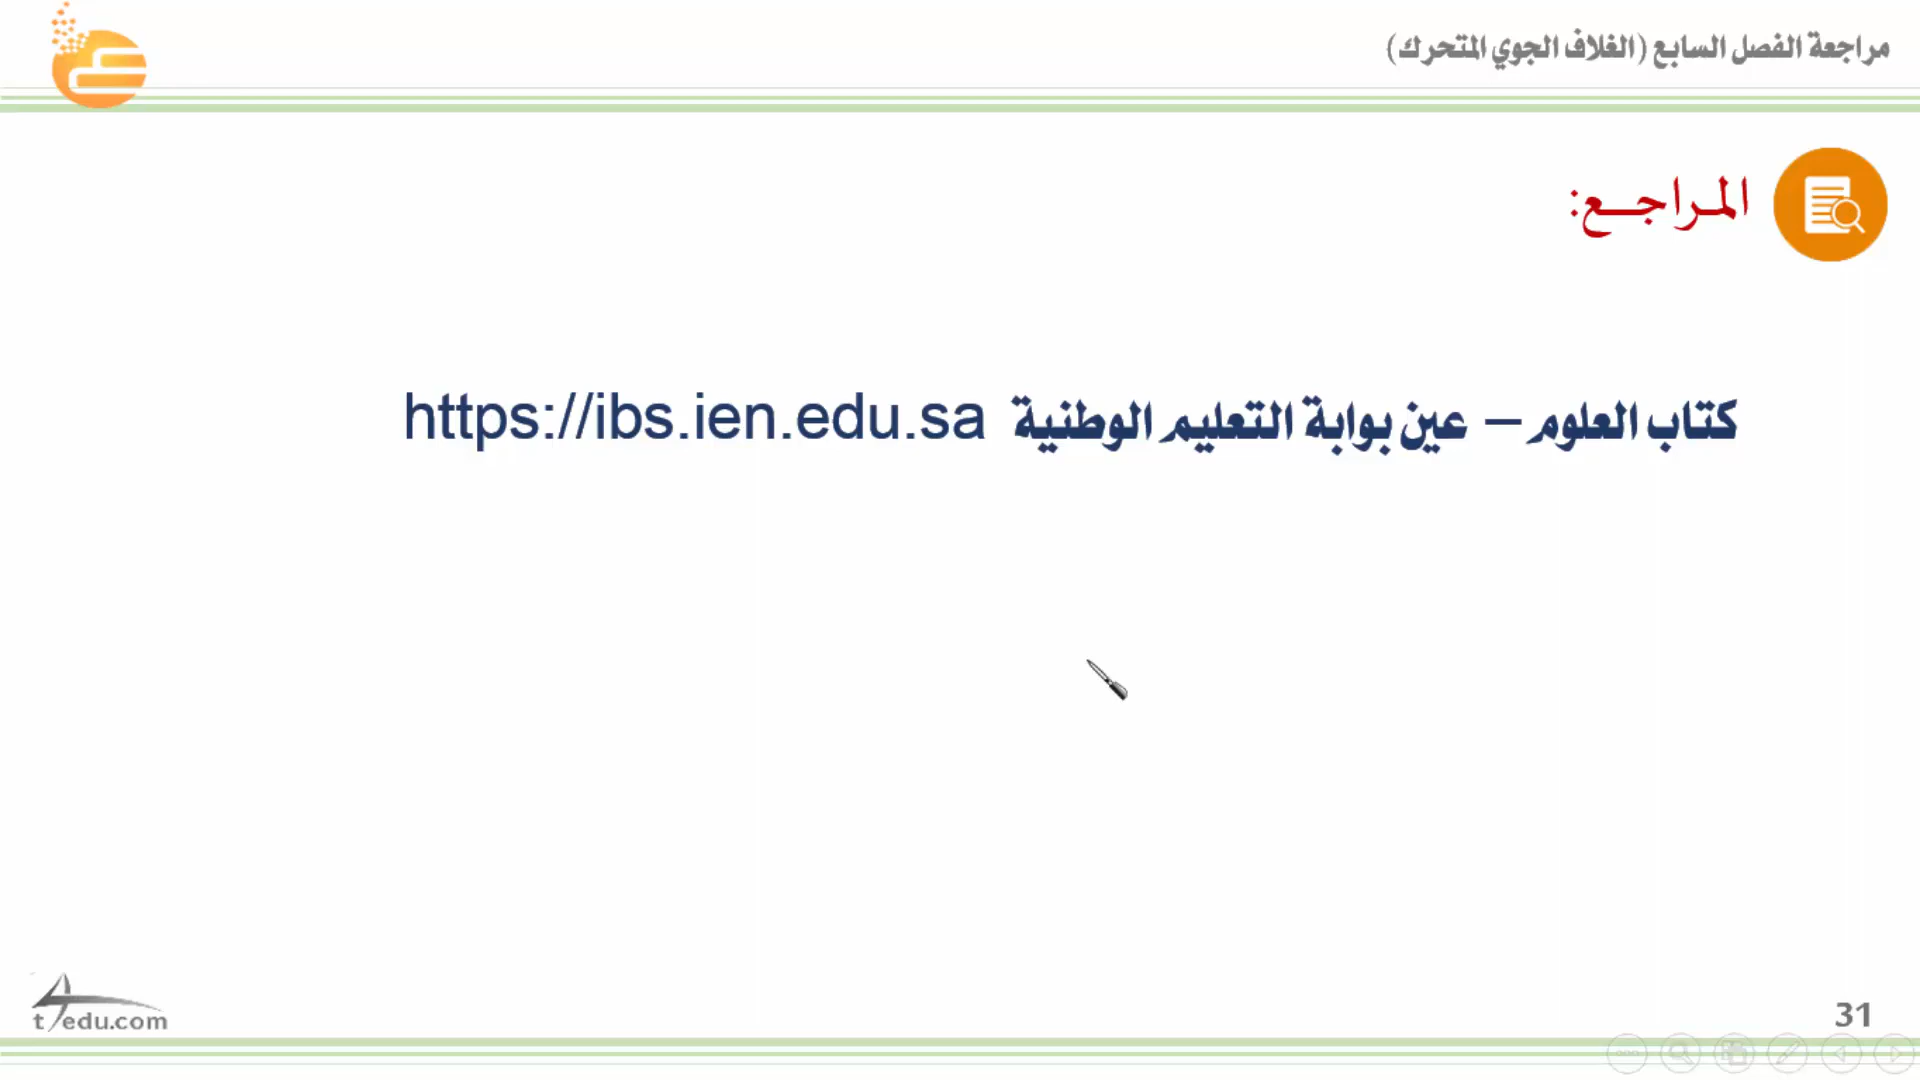 مراجعة الفصل السابع (الغلاف الجوي المتحرك)
المراجع:
كتاب العلوم – عين بوابة التعليم الوطنية https://ibs.ien.edu.sa
t4edu.com
31